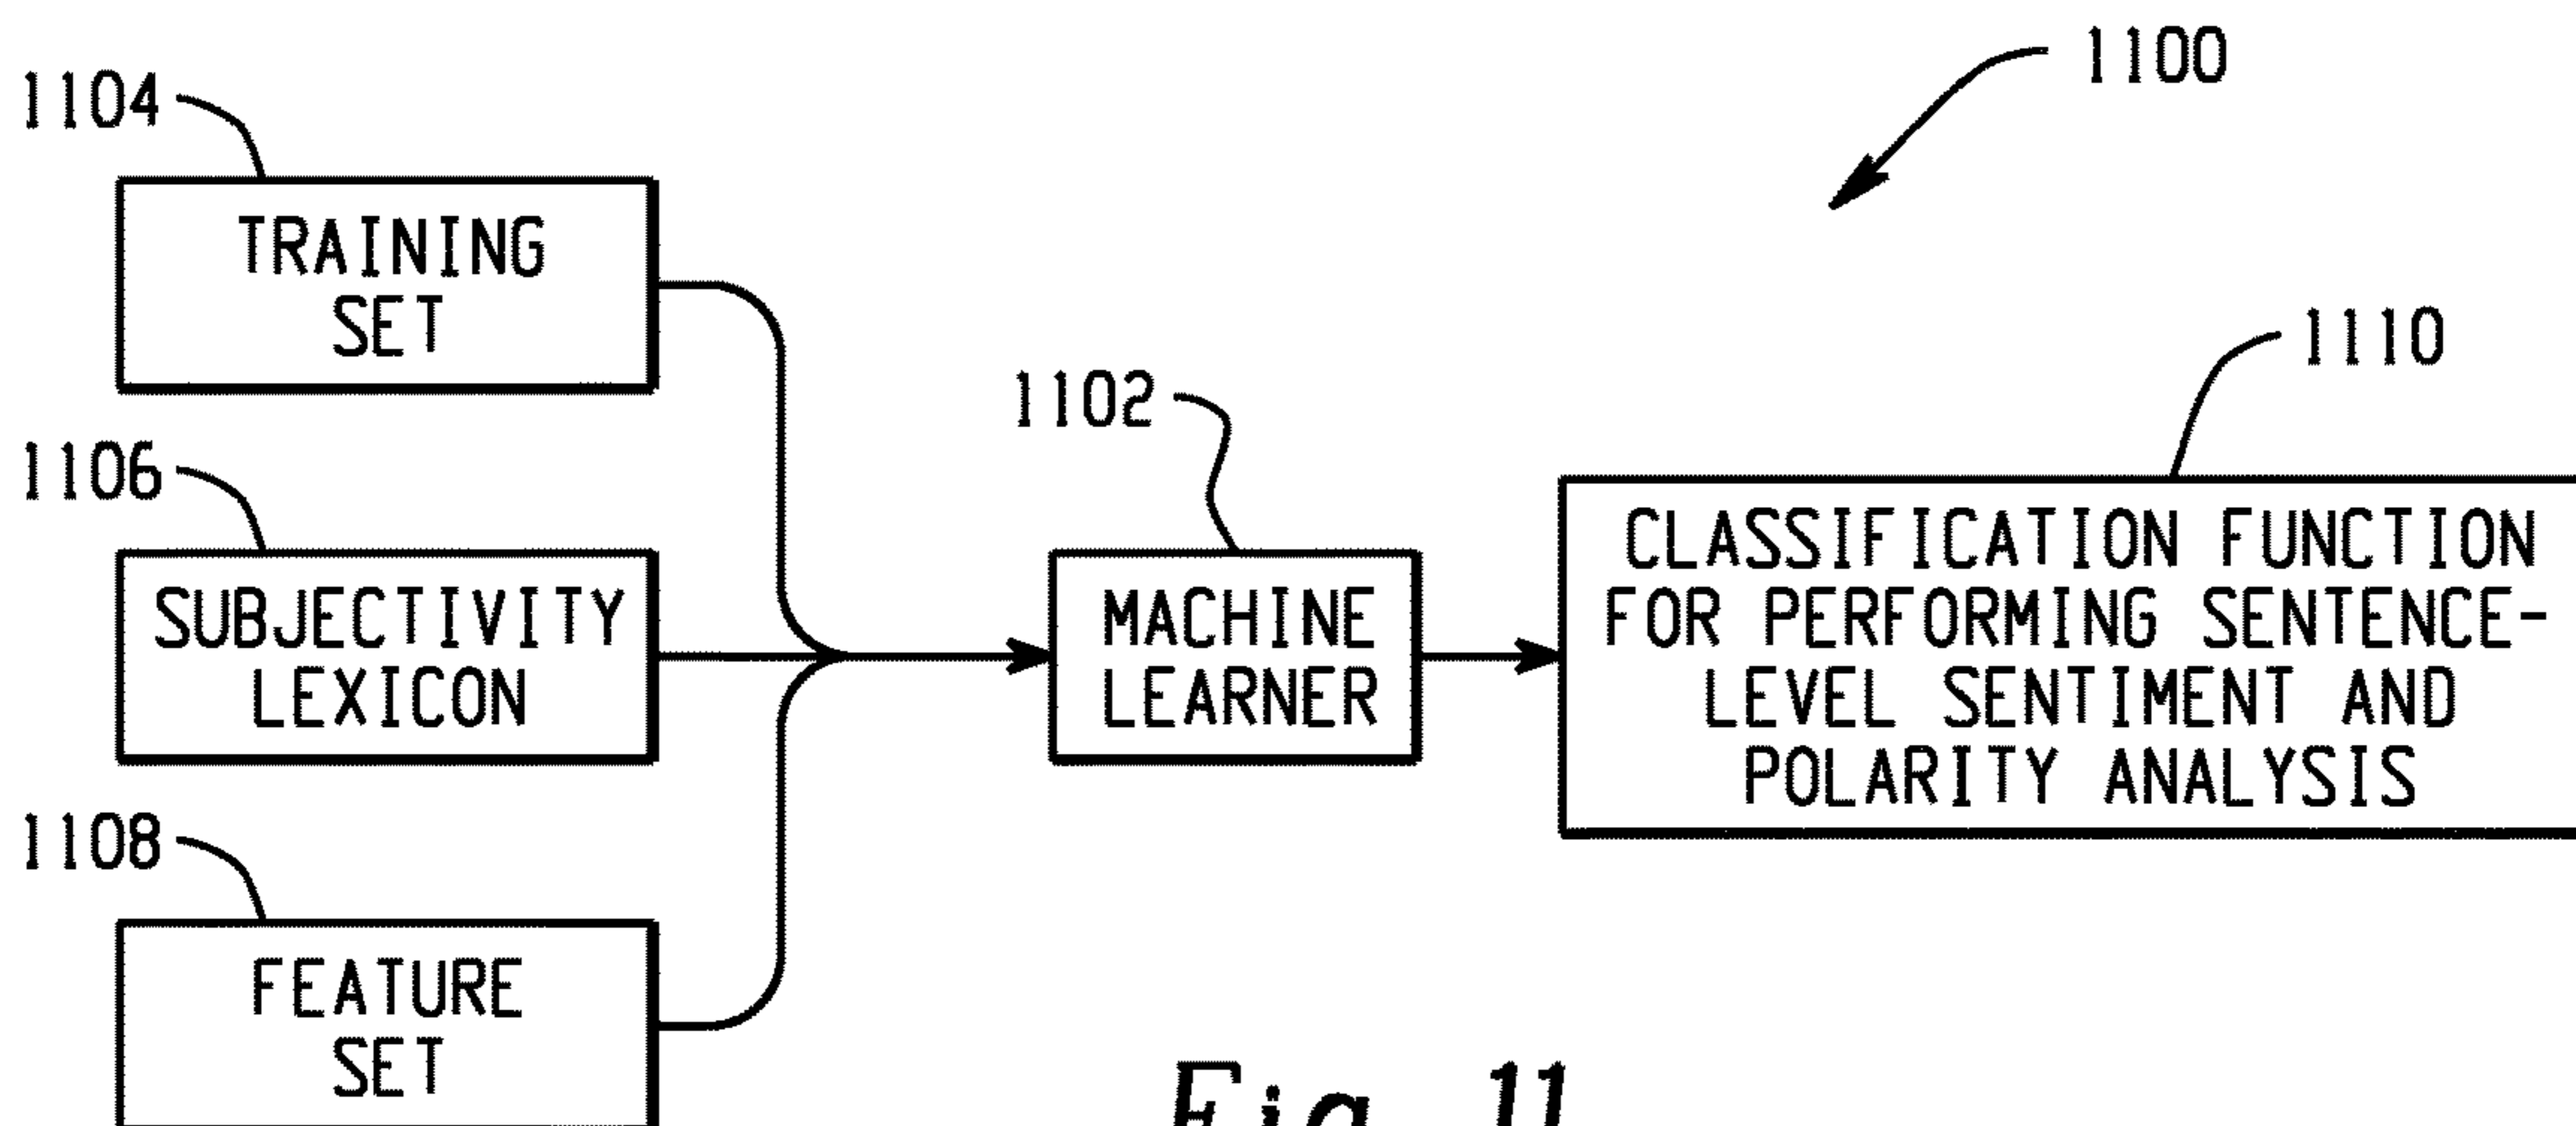 1100
1104
TRAINING
SET
1110
1102
1106
SUBJECTIVITY
LEXICON
MACHINE
LEARNER
CLASSIFICATION FUNCTION
FOR PERFORMING SENTENCE-
LEVEL SENTIMENT AND
POLARITY ANALYSIS
1108
FEATURE
SET
Fig. 11